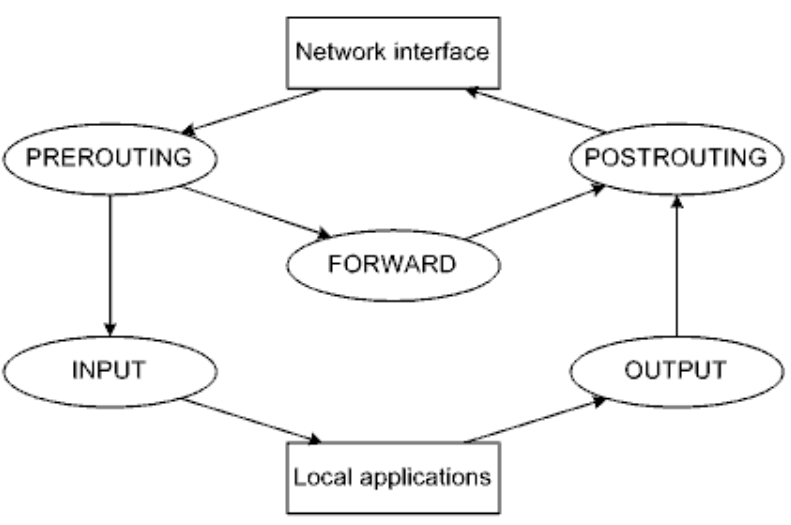 Network interface
PREROUTING
POSTROUTING
FORWARD
INPUT
OUTPUT
Local applications